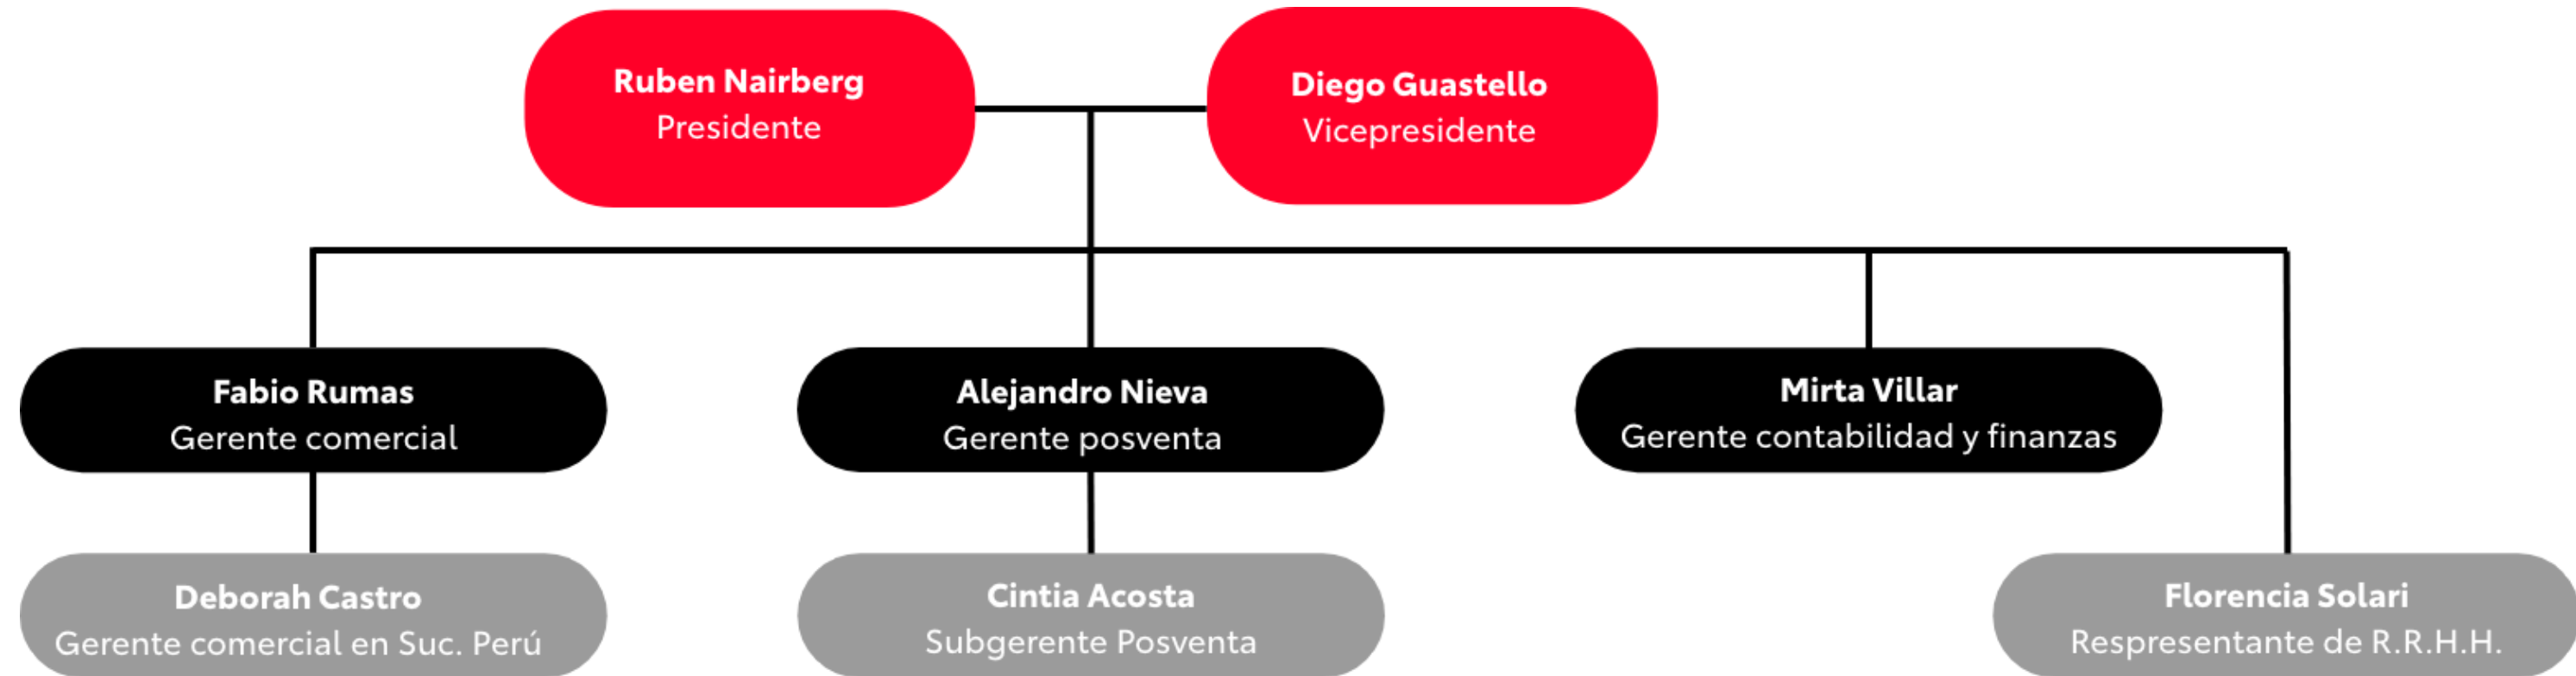 Ruben Nairberg
Presidente
Diego Guastello
Vicepresidente
Fabio Rumas
Gerente comercial
Alejandro Nieva
Gerente posventa
Mirta Villar
Gerente contabilidad y finanzas
Deborah Castro
Gerente comercial en Suc. Perú
Cintia Acosta
Subgerente Posventa
Florencia Solari
Respresentante de R.R.H.H.